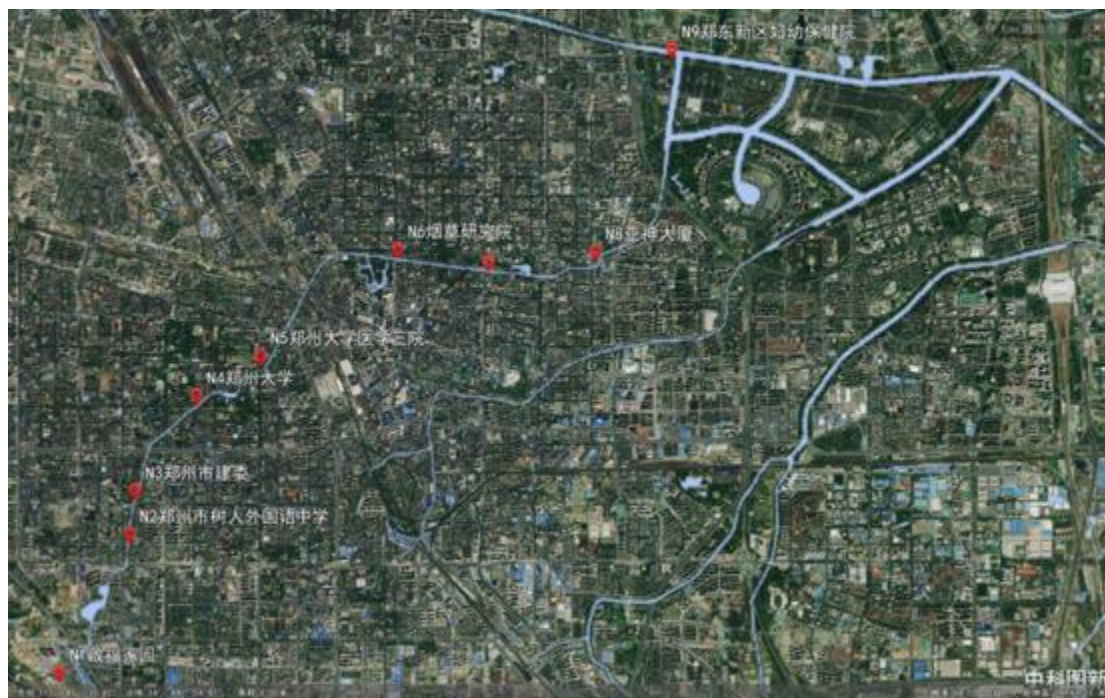 N9郑东新区妇幼保健院
N6烟草研究院
N8亚神大厦
N5郑州大学医学三院
N4郑州大学
N3郑州市建委
N2郑州市树人外国语中学
中科图新